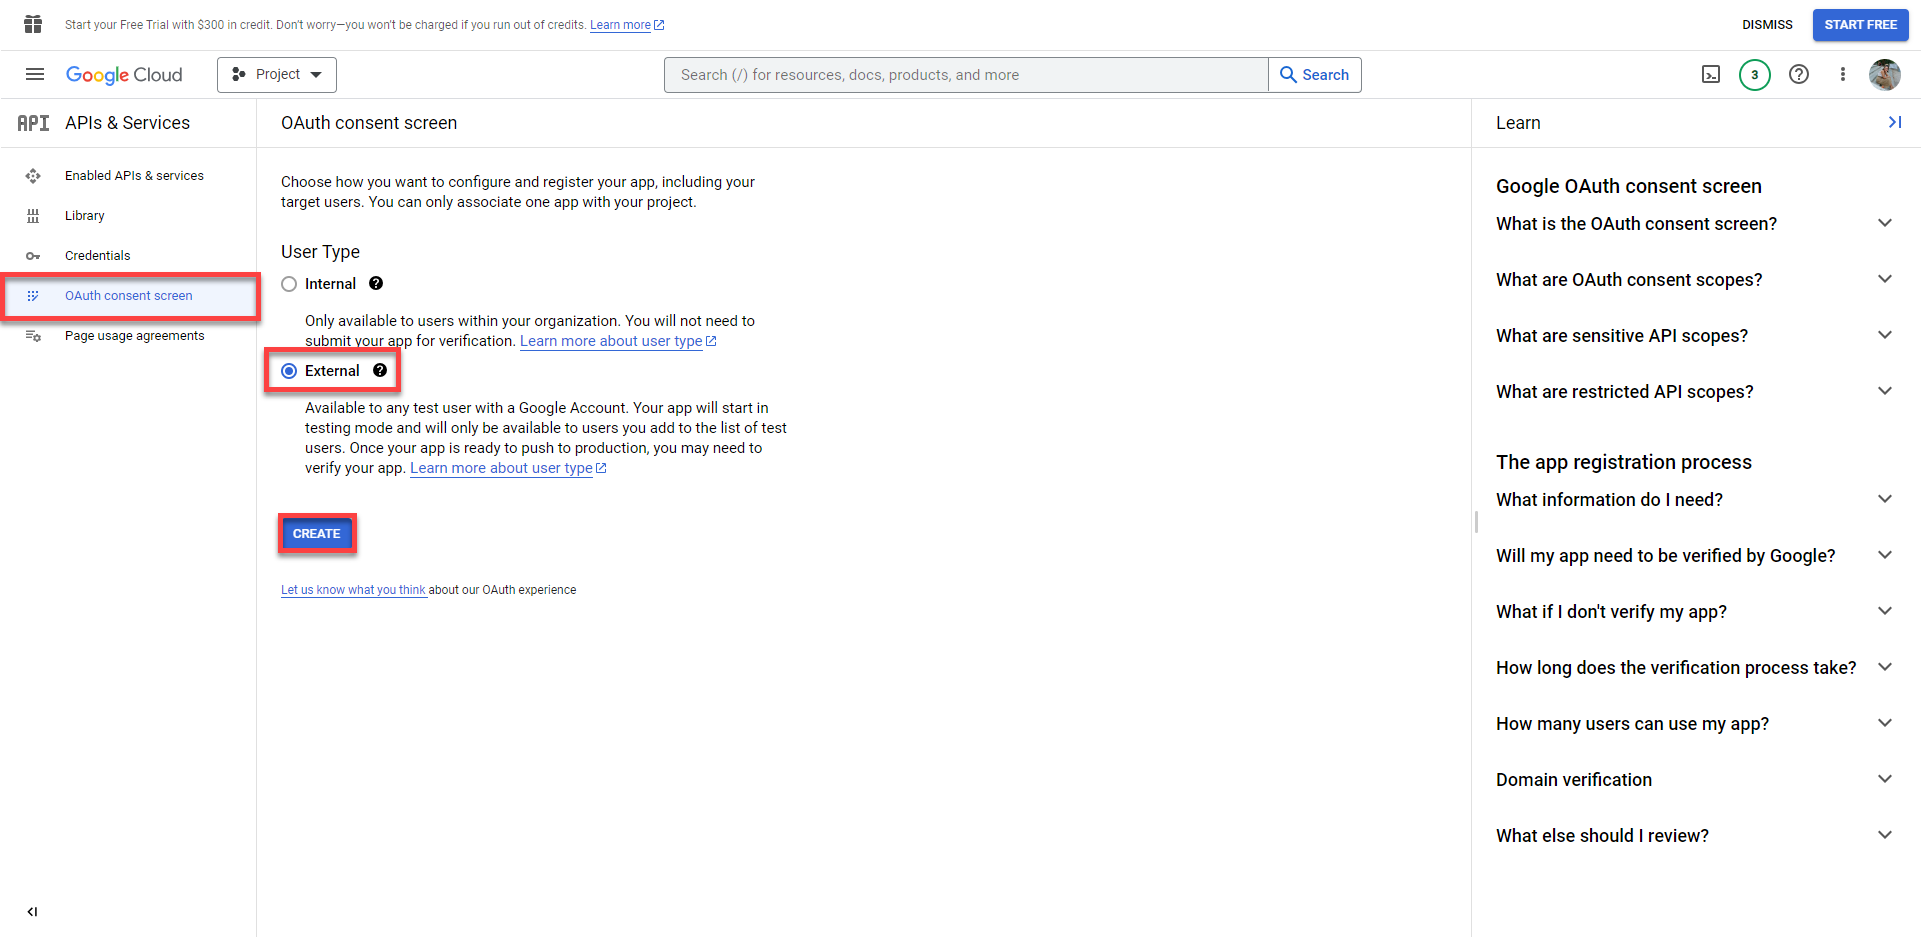 Start your Free Trial with $300 in credit. Don't worry—you won't be charged if you run out of credits. Learn more
DISMISS
START FREE
Google Cloud
Project
Search (/) for resources, docs, products, and more
Search
3
API
APIs & Services
Enabled APIs & services
Library
Credentials
OAuth consent screen
Page usage agreements
OAuth consent screen
Choose how you want to configure and register your app, including your
target users. You can only associate one app with your project.
User Type
Internal
Only available to users within your organization. You will not need to
submit your app for verification. Learn more about user type
External
Available to any test user with a Google Account. Your app will start in
testing mode and will only be available to users you add to the list of test
users. Once your app is ready to push to production, you may need to
verify your app. Learn more about user type
CREATE
Let us know what you think about our OAuth experience
Learn
Google OAuth consent screen
What is the OAuth consent screen?
What are OAuth consent scopes?
What are sensitive API scopes?
What are restricted API scopes?
The app registration process
What information do I need?
Will my app need to be verified by Google?
What if I don't verify my app?
How long does the verification process take?
How many users can use my app?
Domain verification
What else should I review?